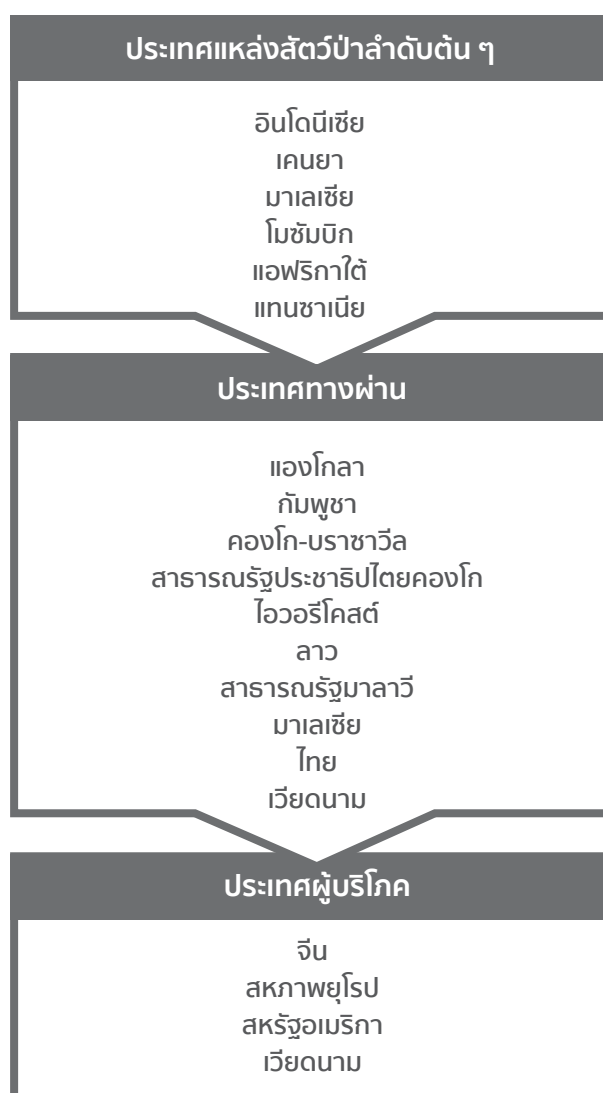 ประเทศแหล่งสัตว์ป่าลำดับต้น ๆ
อินโดนีเซีย
เคนยา
มาเลเซีย
โมซัมบิก
แอฟริกาใต้
แทนซาเนีย
ประเทศทางผ่าน
แองโกลา
กัมพูชา
คองโก-บราซาวีล
สาธารณรัฐประชาธิปไตยคองโก
ไอวอรีโคสต์
ลาว
สาธารณรัฐมาลาวี
มาเลเซีย
ไทย
เวียดนาม
ประเทศผู้บริโภค
จีน
สหภาพยุโรป
สหรัฐอเมริกา
เวียดนาม